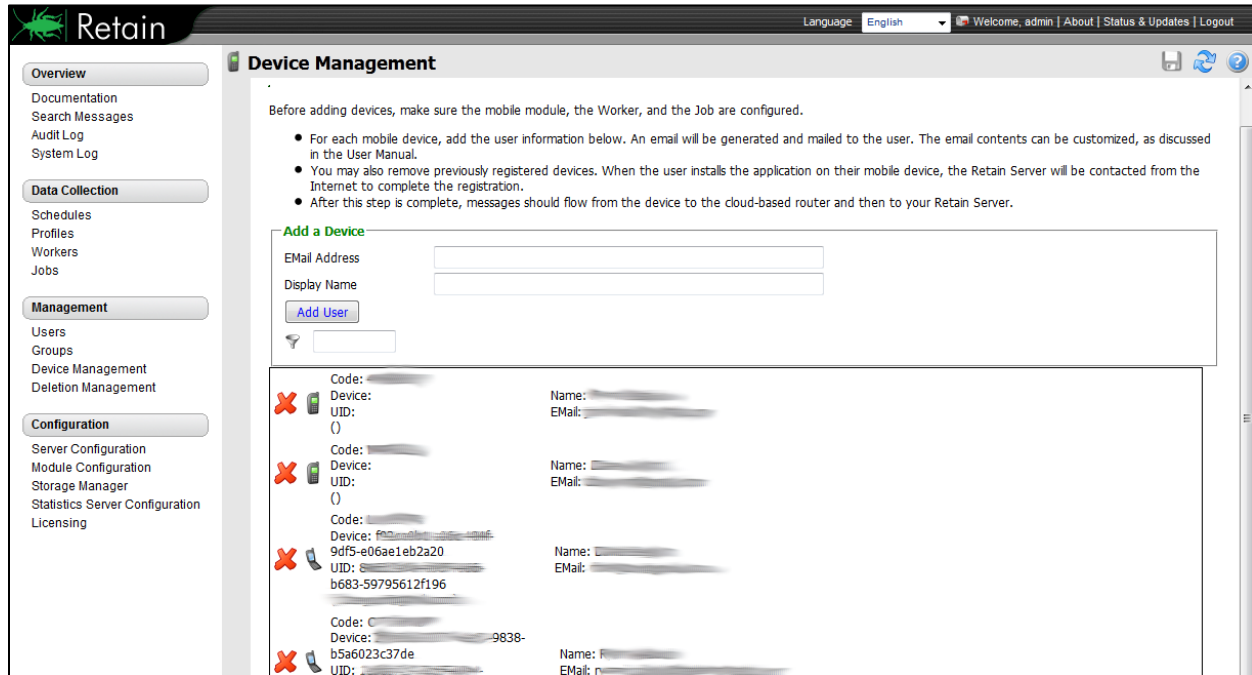 Retain
Language English Welcome, admin | About | Status & Updates | Logout
Overview
Documentation
Search Messages
Audit Log
System Log
Data Collection
Schedules
Profiles
Workers
Jobs
Management
Users
Groups
Device Management
Deletion Management
Configuration
Server Configuration
Module Configuration
Storage Manager
Statistics Server Configuration
Licensing
Device Management
Before adding devices, make sure the mobile module, the Worker, and the Job are configured.
For each mobile device, add the user information below. An email will be generated and mailed to the user. The email contents can be customized, as discussed
in the User Manual.
You may also remove previously registered devices. When the user installs the application on their mobile device, the Retain Server will be contacted from the
Internet to complete the registration.
After this step is complete, messages should flow from the device to the cloud-based router and then to your Retain Server.
Add a Device
EMail Address
Display Name
Add User
Code:
Device:
UID:
()
Name:
EMail:
Code:
Device:
UID:
()
Name:
EMail:
Code:
Device:
9df5-e06ae1eb2a20
UID:
b683-59795612f196
Name:
EMail:
Code:
Device: -9838-
b5a6023c37de
UID:
Name:
EMail: